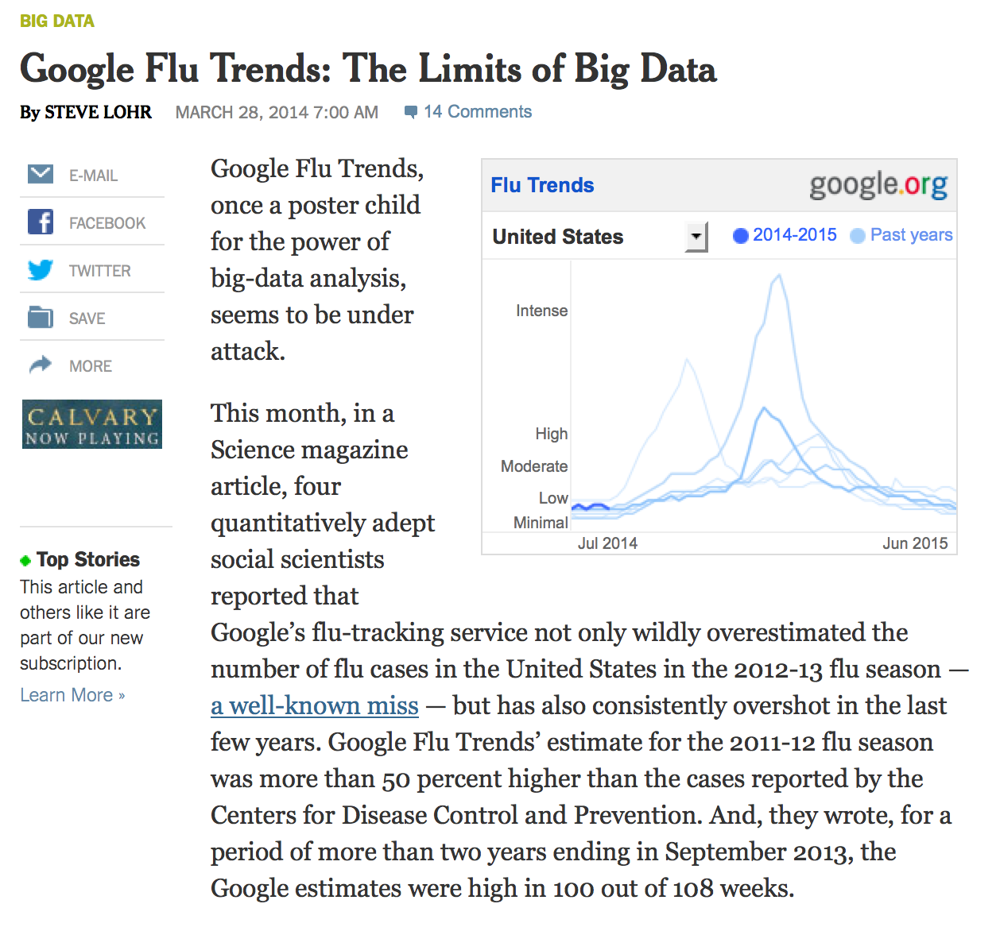 BIG DATA
Google Flu Trends: The Limits of Big Data
By STEVE LOHR MARCH 28, 2014 7:00 AM 14 Comments
E-MAIL
FACEBOOK
TWITTER
SAVE
MORE
CALVARY
NOW PLAYING
Top Stories
This article and
others like it are
part of our new
subscription.
Learn More »
Google Flu Trends,
once a poster child
for the power of
big-data analysis,
seems to be under
attack.
This month, in a
Science magazine
article, four
quantitatively adept
social scientists
reported that
Google’s flu-tracking service not only wildly overestimated the
number of flu cases in the United States in the 2012-13 flu season —
a well-known miss — but has also consistently overshot in the last
few years. Google Flu Trends’ estimate for the 2011-12 flu season
was more than 50 percent higher than the cases reported by the
Centers for Disease Control and Prevention. And, they wrote, for a
period of more than two years ending in September 2013, the
Google estimates were high in 100 out of 108 weeks.
Flu Trends google.org
United States 2014-2015 Past years
Intense
High
Moderate
Low
Minimal
Jul 2014 Jun 2015